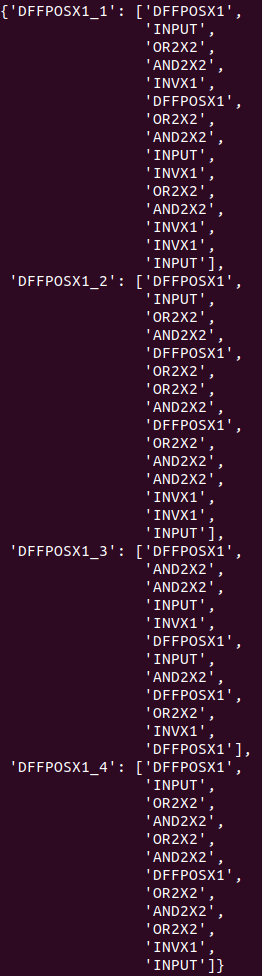 {'DFFPOSX1_1': ['DFFPOSX1',
                'INPUT',
                'OR2X2',
                'AND2X2',
                'INVX1',
                'DFFPOSX1',
                'OR2X2',
                'AND2X2',
                'INPUT',
                'INVX1',
                'OR2X2',
                'AND2X2',
                'INVX1',
                'INVX1',
                'INPUT'],
 'DFFPOSX1_2': ['DFFPOSX1',
                'INPUT',
                'OR2X2',
                'AND2X2',
                'DFFPOSX1',
                'OR2X2',
                'OR2X2',
                'AND2X2',
                'DFFPOSX1',
                'OR2X2',
                'AND2X2',
                'AND2X2',
                'INVX1',
                'INVX1',
                'INPUT'],
 'DFFPOSX1_3': ['DFFPOSX1',
                'AND2X2',
                'AND2X2',
                'INPUT',
                'INVX1',
                'DFFPOSX1',
                'INPUT',
                'AND2X2',
                'DFFPOSX1',
                'OR2X2',
                'INVX1',
                'DFFPOSX1'],
 'DFFPOSX1_4': ['DFFPOSX1',
                'INPUT',
                'OR2X2',
                'AND2X2',
                'OR2X2',
                'AND2X2',
                'DFFPOSX1',
                'OR2X2',
                'AND2X2',
                'OR2X2',
                'INVX1',
                'INPUT']}